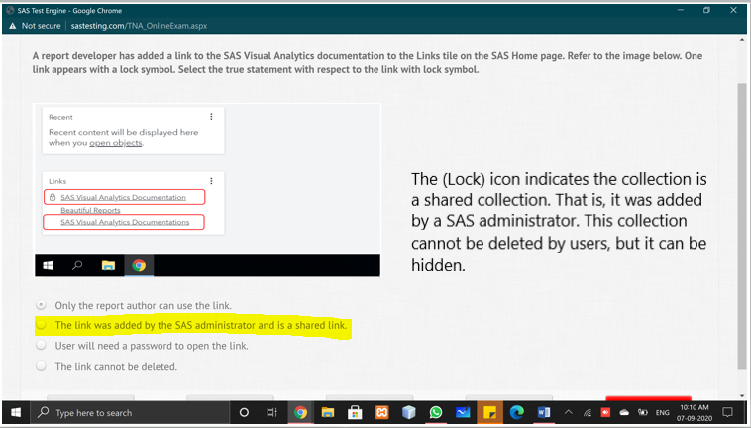 SAS Test Ergine - Google Chrome
Not secure | sastesting.com/TNA_OnlneExam.aspx
A report developer has added a link to the SAS Visual Analytics documentation to the Links tile on the SAS Home page. Refer to the image below. One
link appears with a lock symbol. Select the true statement with respect to the link with lock symbol.
Recent
Recent content will be displayed here
when you open objects.
Links
SAS Visual Analytics Documentation
Beautiful Reports
SAS Visual Analytics Documentations
The (Lock) icon indicates the collection is
a shared collection. That is, it was added
by a SAS administrator. This collection
cannot be deleted by users, but it can be
hidden.
Only the report author can use the link.
The link was added by the SAS administrator and is a shared link.
User will need a password to open the link.
The link cannot be deleted.
Type here to search
ENG
10:10 AM
07-09-2020